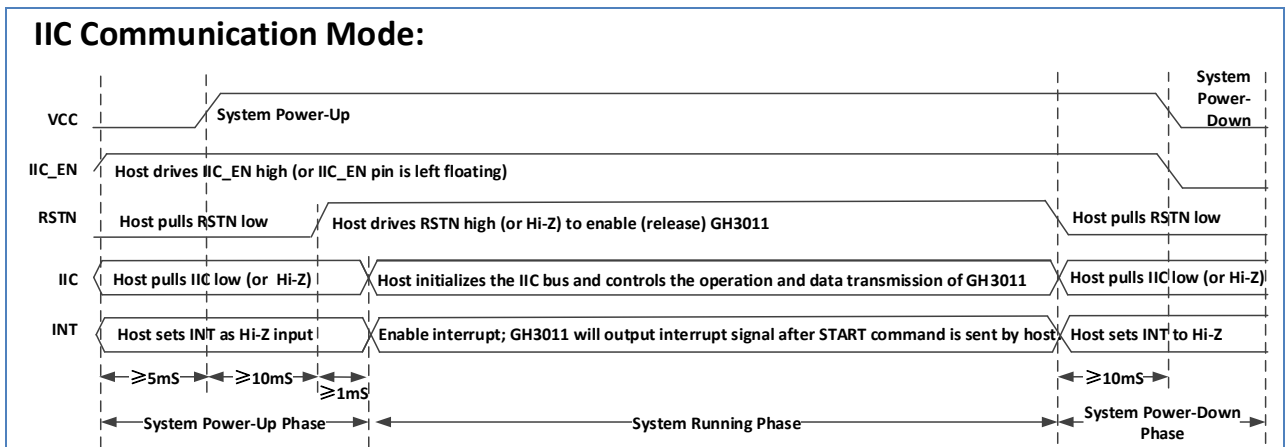 IIC Communication Mode:
System
Power-
Down
VCC
System Power-Up
IIC_EN
Host drives IIC_EN high (or IIC_EN pin is left floating)
RSTN
Host pulls RSTN low
Host drives RSTN high (or Hi-Z) to enable (release) GH3011
Host pulls RSTN low
IIC
Host pulls IIC low (or Hi-Z)
Host initializes the IIC bus and controls the operation and data transmission of GH3011
Host pulls IIC low (or Hi-Z)
INT
Host sets INT as Hi-Z input
Enable interrupt; GH3011 will output interrupt signal after START command is sent by host
Host sets INT to Hi-Z
⩾5mS
⩾10mS
⩾1mS
⩾10mS
System Power-Up Phase
System Running Phase
System Power-Down
Phase